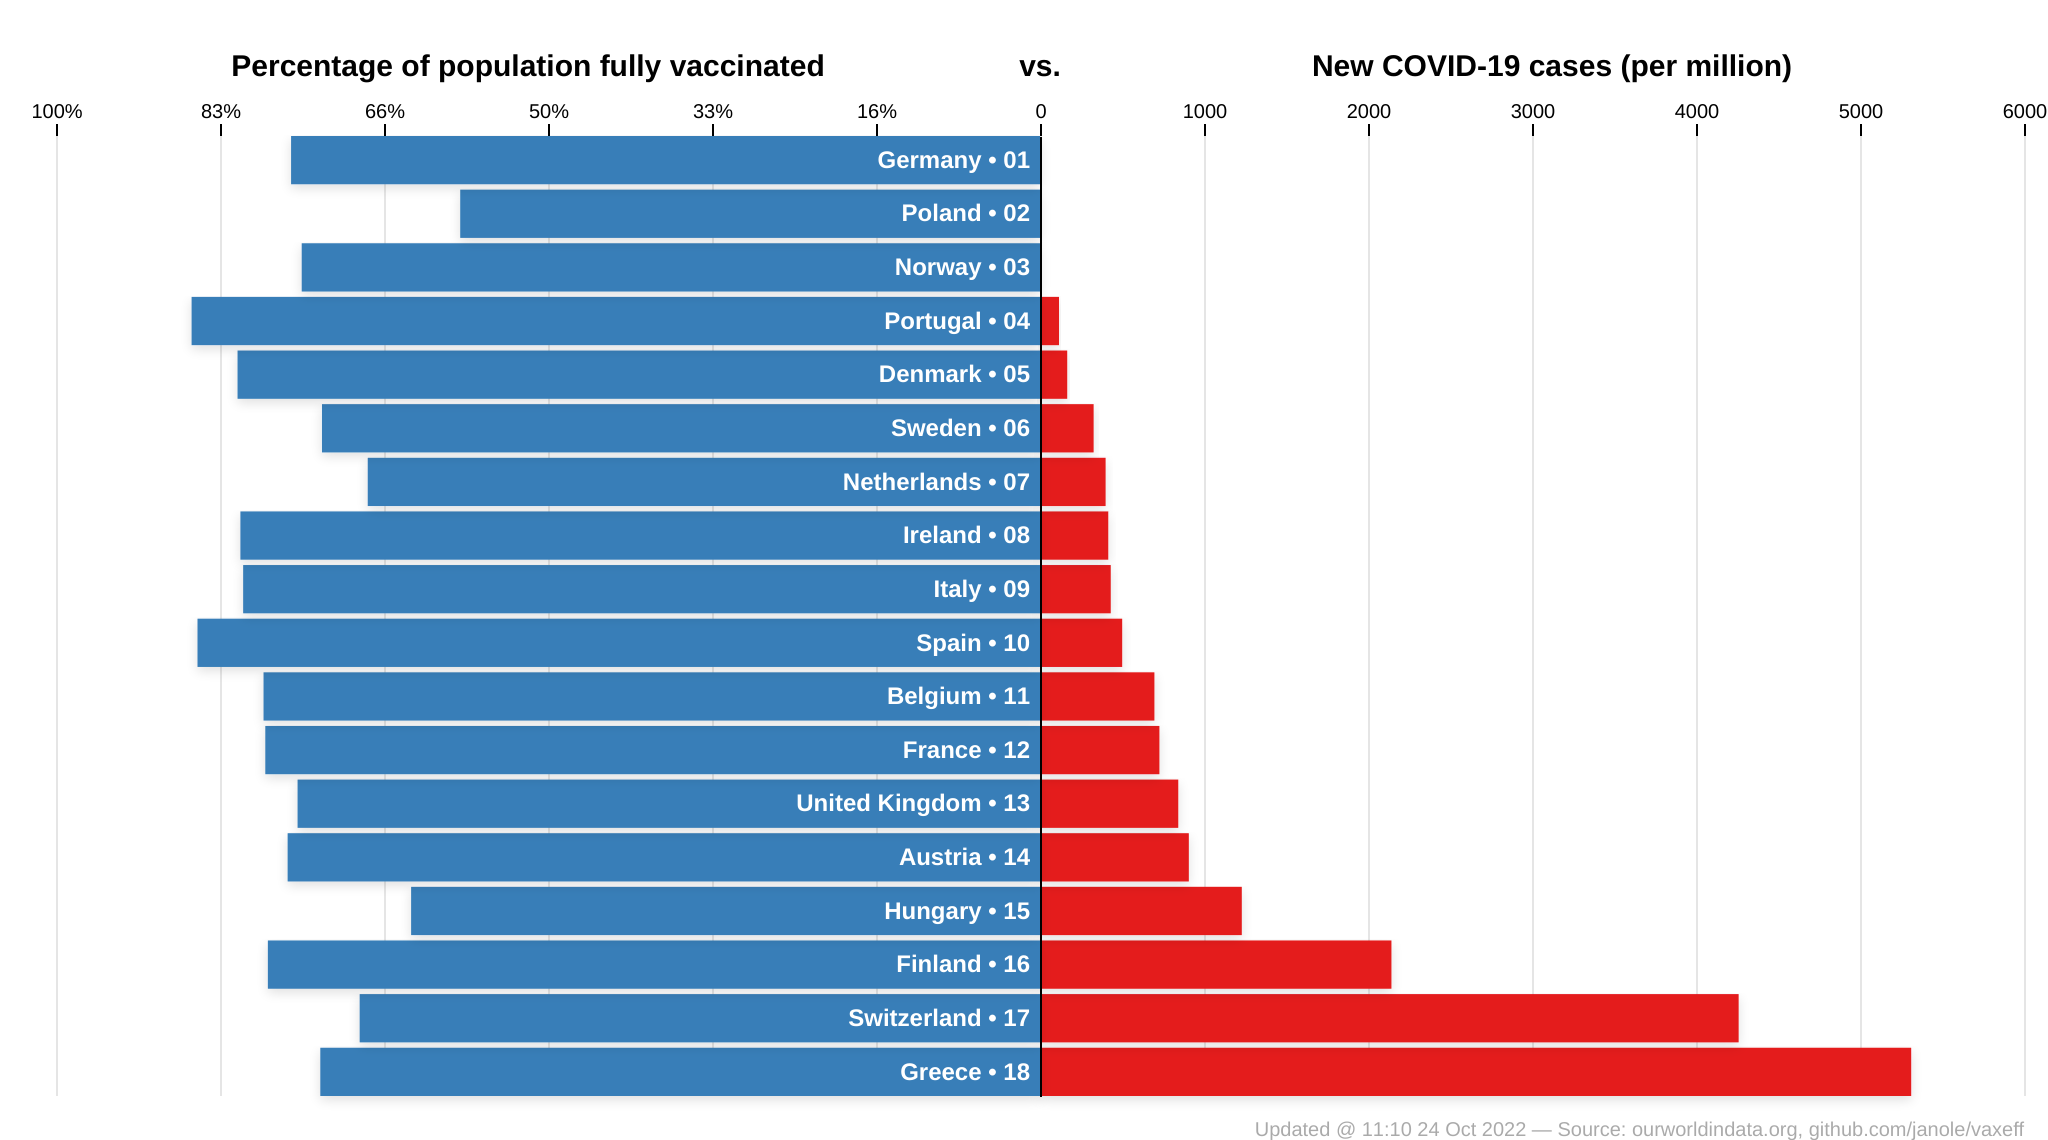 Percentage of population fully vaccinated vs. New COVID-19 cases (per million)
100% 83% 66% 50% 33% 16% 0 1000 2000 3000 4000 5000 6000
Germany • 01
Poland • 02
Norway • 03
Portugal • 04
Denmark • 05
Sweden • 06
Netherlands • 07
Ireland • 08
Italy • 09
Spain • 10
Belgium • 11
France • 12
United Kingdom • 13
Austria • 14
Hungary • 15
Finland • 16
Switzerland • 17
Greece • 18
Updated @ 11:10 24 Oct 2022 — Source: ourworldindata.org, github.com/janole/vaxeff